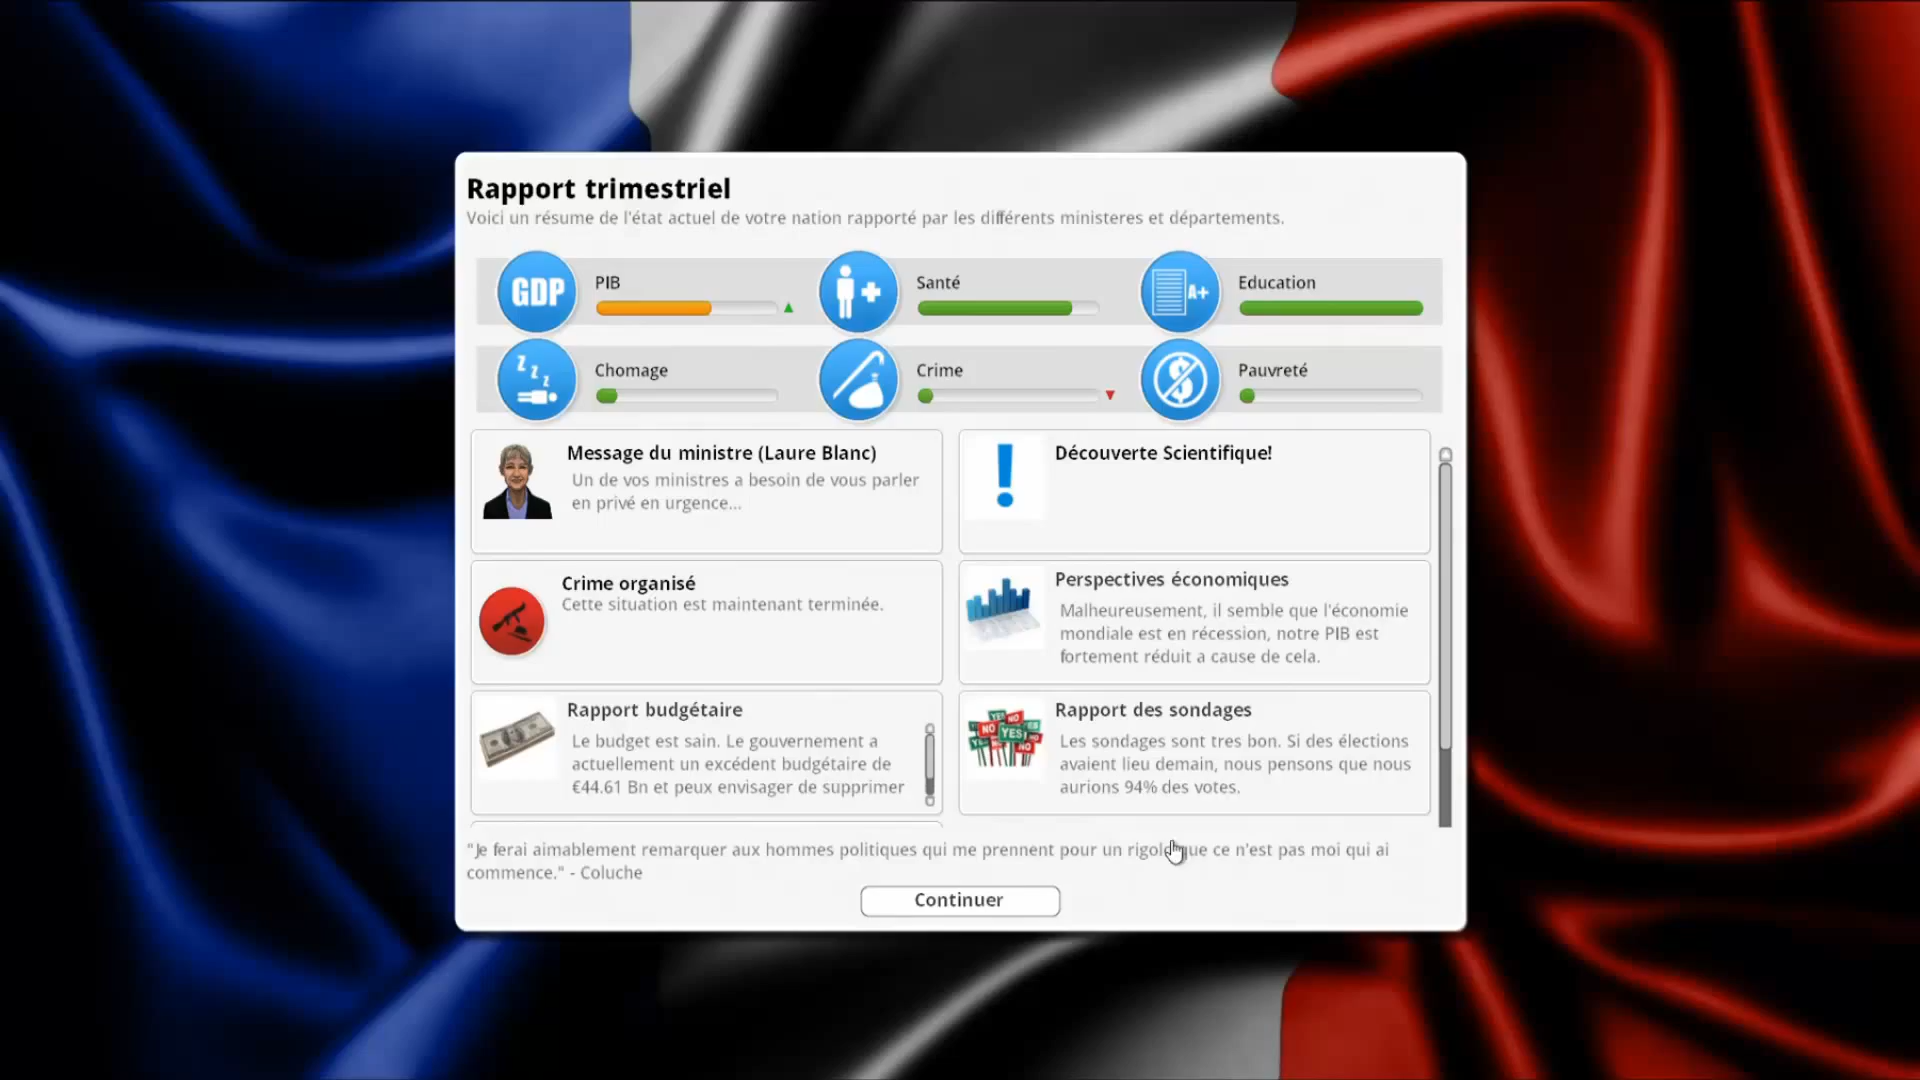 Rapport trimestriel
Voici un résume de l'état actuel de votre nation rapporté par les différents ministeres et départements.
GDP
PIB
Santé
A+
Education
Z z z
Chomage
Crime
$
Pauvreté
Message du ministre (Laure Blanc)
Un de vos ministres a besoin de vous parler
en privé en urgence...
!
Découverte Scientifique!
Crime organisé
Cette situation est maintenant terminée.
Perspectives économiques
Malheureusement, il semble que l'économie
mondiale est en récession, notre PIB est
fortement réduit a cause de cela.
Rapport budgétaire
Le budget est sain. Le gouvernement a
actuellement un excédent budgétaire de
€44.61 Bn et peux envisager de supprimer
YES NO
NO YES
NO
Rapport des sondages
Les sondages sont tres bon. Si des élections
avaient lieu demain, nous pensons que nous
aurions 94% des votes.
"Je ferai aimablement remarquer aux hommes politiques qui me prennent pour un ce n'est pas moi qui ai
commence." - Coluche
Continuer